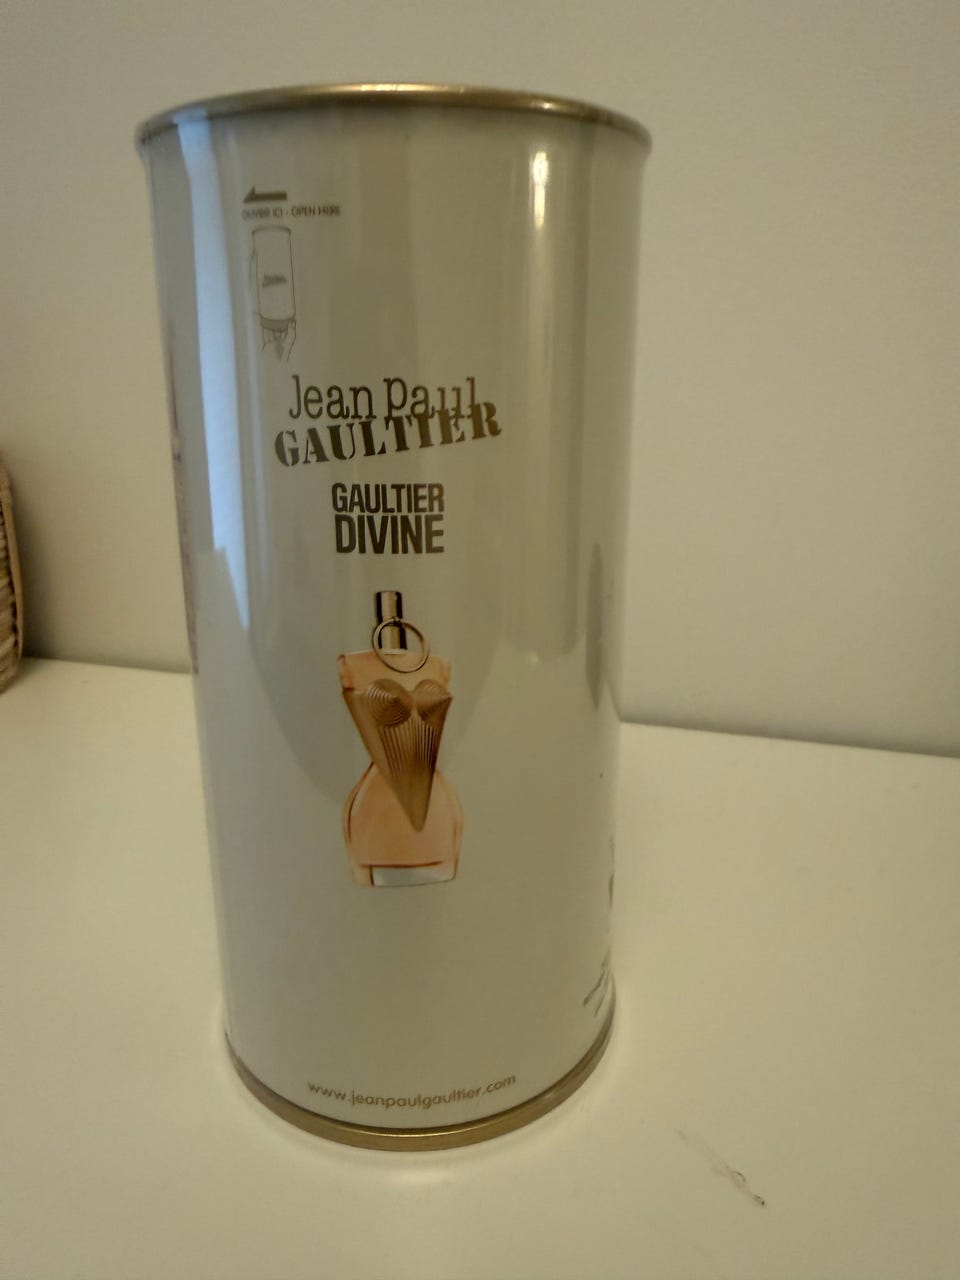 OUVRIR ICI - OPEN HERE
Jean Paul
GAULTIER
GAULTIER
DIVINE
www.jeanpaulgaultier.com